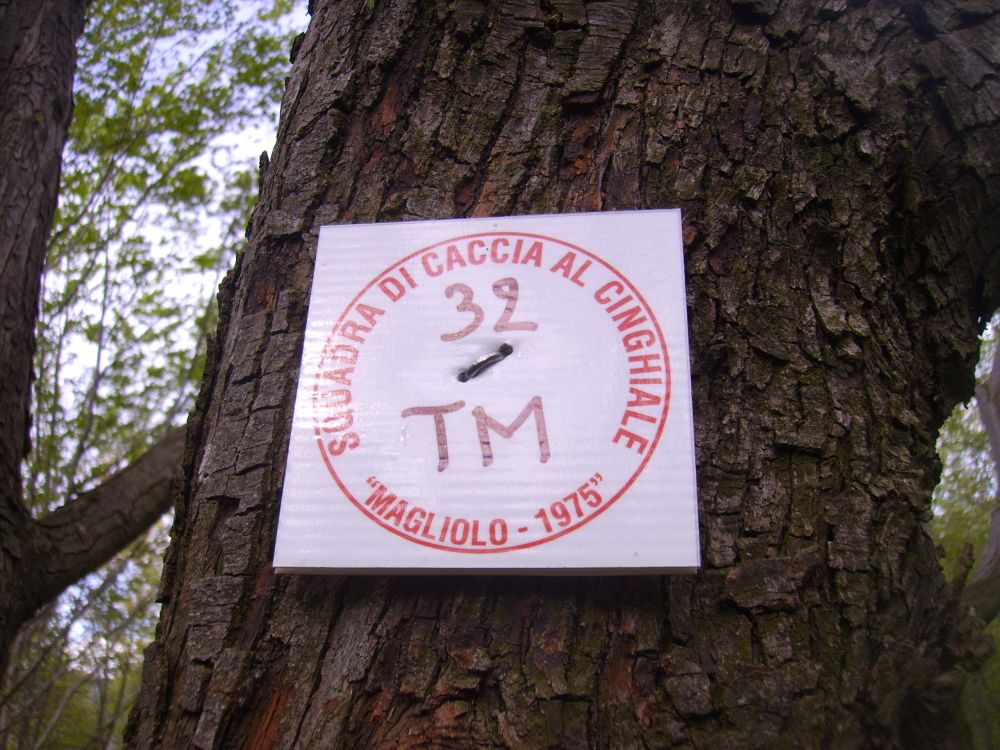 SQUADRA DI CACCIA AL CINGHIALE
32
TM
"MAGLIOLO - 1975"